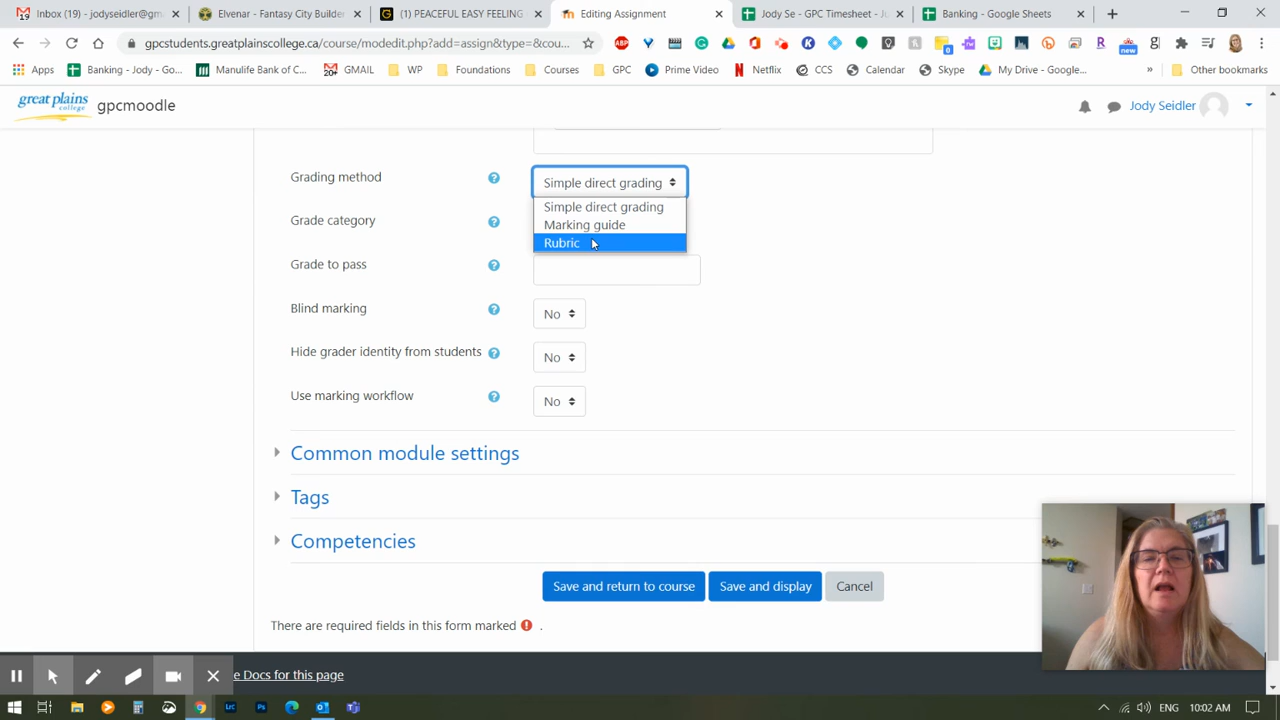 Inbox (19) - jodyseidler@gm
Elvenar - Fantasy City Builder
(1) PEACEFUL EASY FEELING
Editing Assignment
Jody Se - GPC Timesheet - Ju
Banking - Google Sheets
gpcstudents.greatplainscollege.ca/course/modedit.php?add=assign&type=&cou...
Apps
Banking - Jody - Go...
Manulife Bank of C...
GMAIL
WP
Foundations
Courses
GPC
Prime Video
Netflix
CCS
Calendar
Skype
My Drive - Google...
»
Other bookmarks
great plains
college
gpcmoodle
Jody Seidler
Grading method
Simple direct grading
Simple direct grading
Marking guide
Rubric
Grade category
Grade to pass
Blind marking
No
Hide grader identity from students
No
Use marking workflow
No
Common module settings
Tags
Competencies
Save and return to course
Save and display
Cancel
There are required fields in this form marked .
e Docs for this page
ENG
10:02 AM